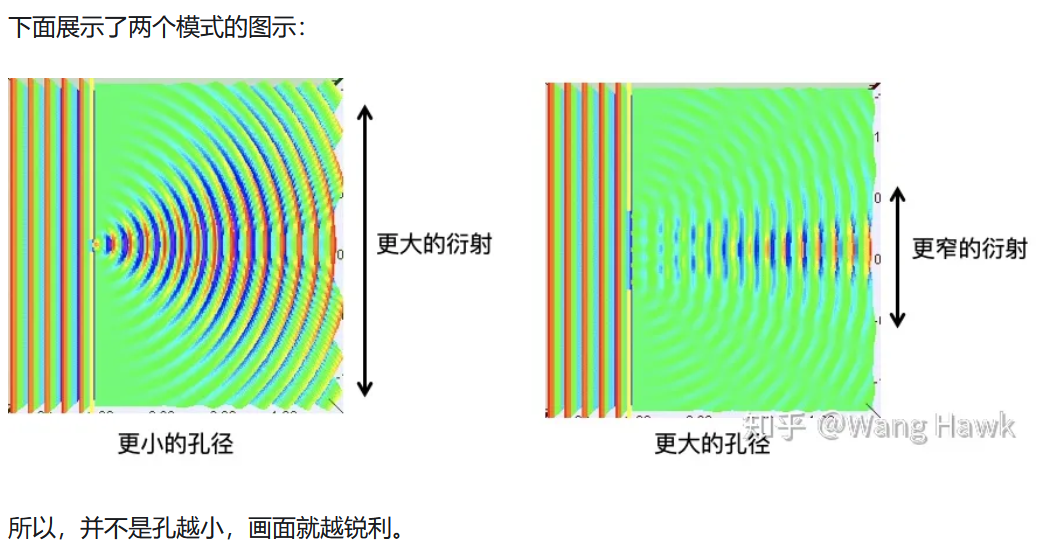 下面展示了两个模式的图示：
更大的衍射
更窄的衍射
更小的孔径
更大的孔径
知乎 @Wang Hawk
所以，并不是孔越小，画面就越锐利。